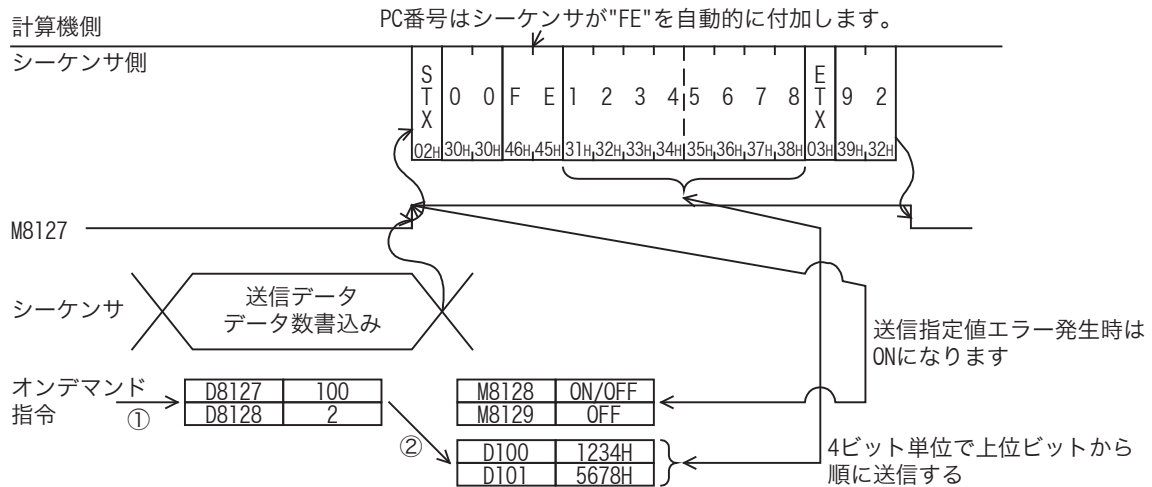 計算機側
PC番号はシーケンサが"FE"を自動的に付加します。
シーケンサ側
STX 0 0 F E 1 2 3 4 5 6 7 8 ETX 9 2
02H 30H 30H 46H 45H 31H 32H 33H 34H 35H 36H 37H 38H 03H 39H 32H
M8127
シーケンサ
送信データ
データ数書込み
送信指定値エラー発生時は
ONになります
オンデマンド
指令
①
D8127 100
D8128 2
②
M8128 ON/OFF
M8129 OFF
D100 1234H
D101 5678H
4ビット単位で上位ビットから
順に送信する